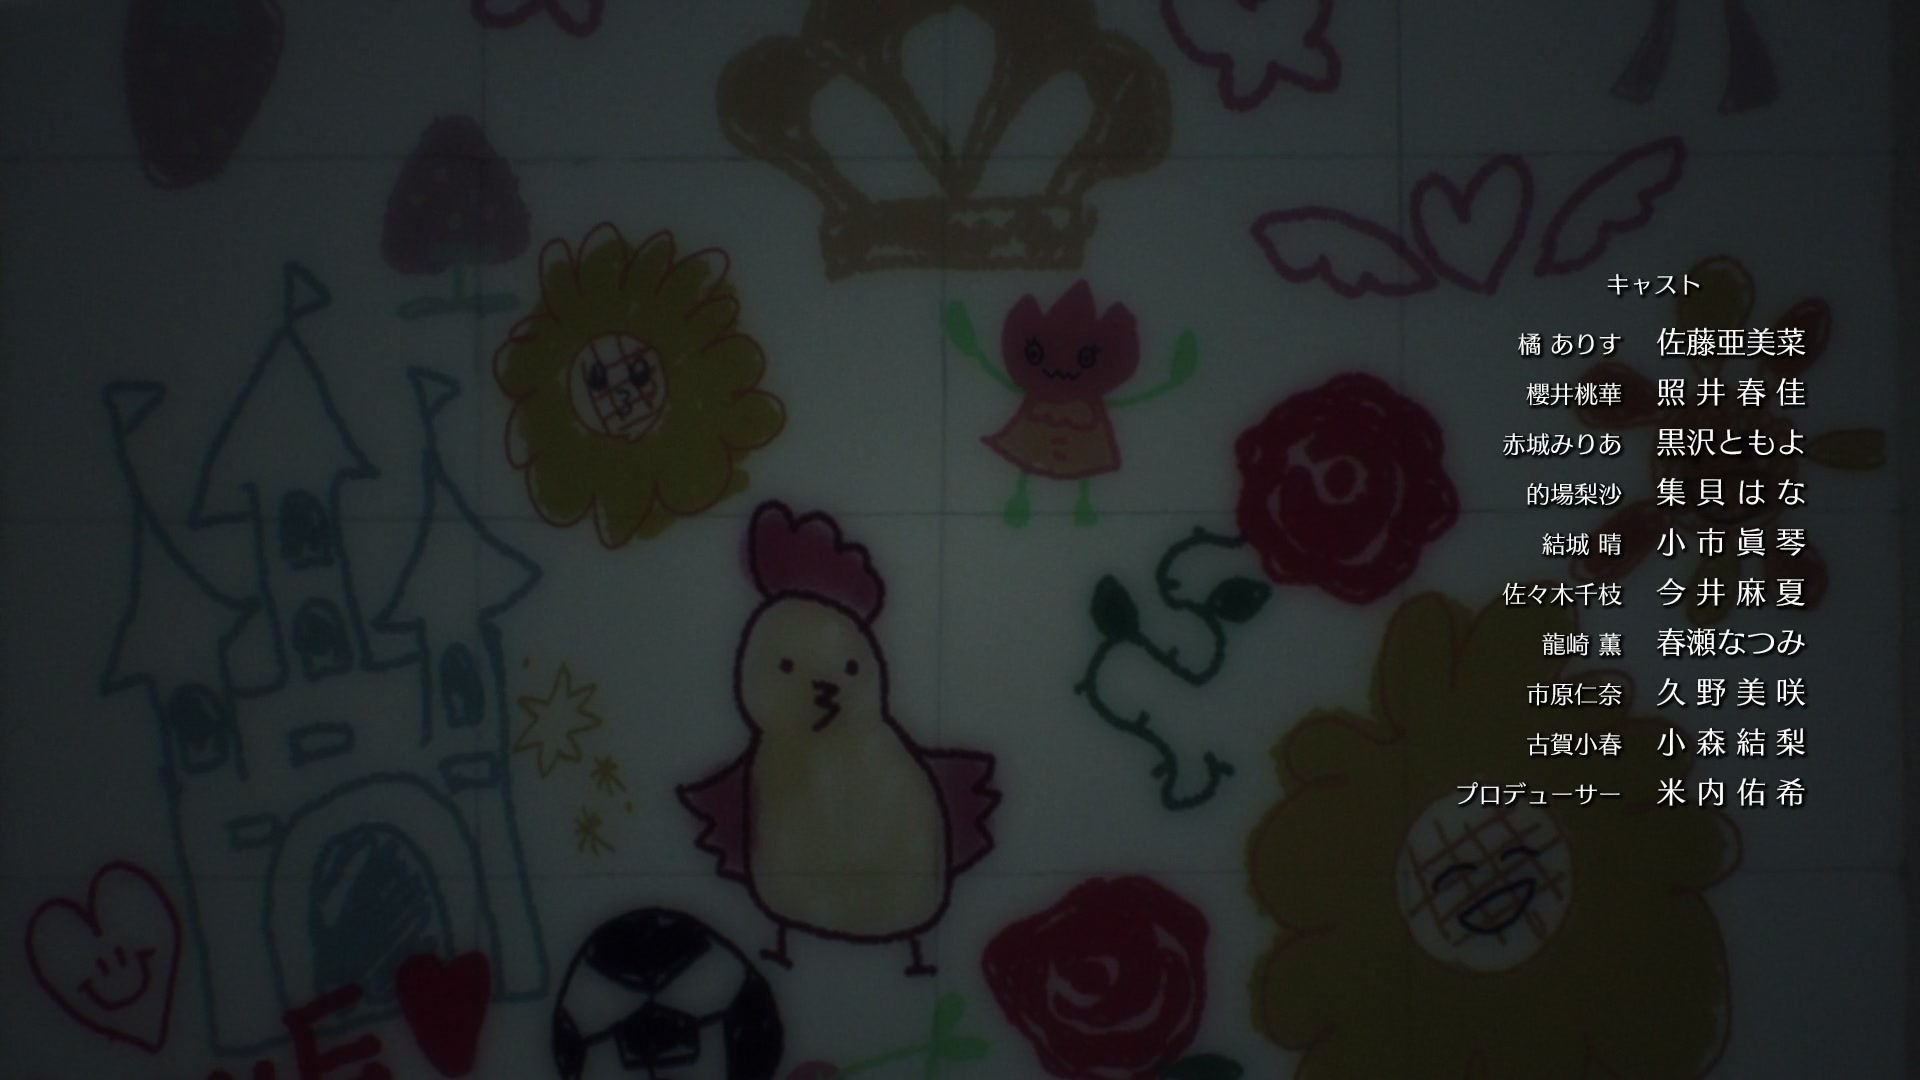 キャスト
橘 ありす 佐藤亜美菜
櫻井桃華 照井春佳
赤城みりあ 黒沢ともよ
的場梨沙 集貝はな
結城 晴 小市眞琴
佐々木千枝 今井麻夏
龍崎 薫 春瀬なつみ
市原仁奈 久野美咲
古賀小春 小森結梨
プロデューサー 米内佑希